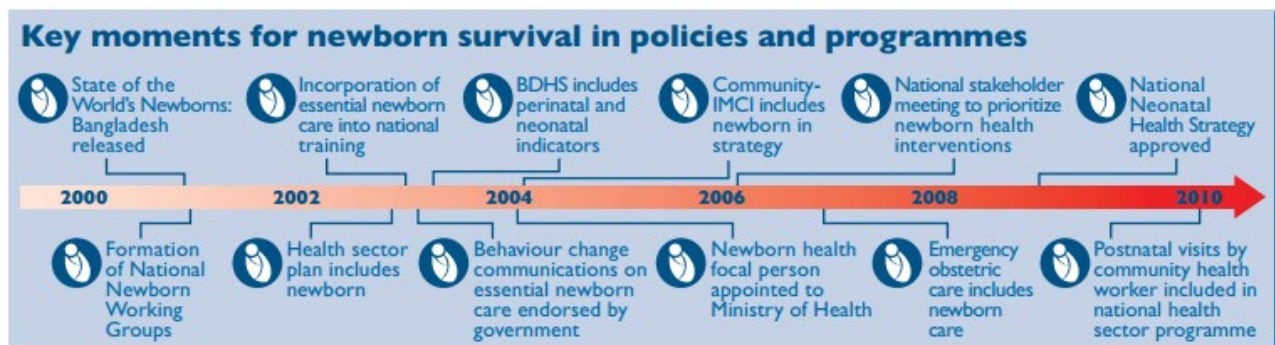 Key moments for newborn survival in policies and programmes
State of the
World's Newborns:
Bangladesh
released
Incorporation of
essential newborn
care into national
training
BDHS includes
perinatal and
neonatal
indicators
Community-
IMCI includes
newborn in
strategy
National stakeholder
meeting to prioritize
newborn health
interventions
National
Neonatal
Health Strategy
approved
2000
2002
2004
2006
2008
2010
Formation
of National
Newborn
Working
Groups
Health sector
plan includes
newborn
Behaviour change
communications on
essential newborn
care endorsed by
government
Newborn health
focal person
appointed to
Ministry of Health
Emergency
obstetric
care includes
newborn
care
Postnatal visits by
community health
worker included in
national health
sector programme